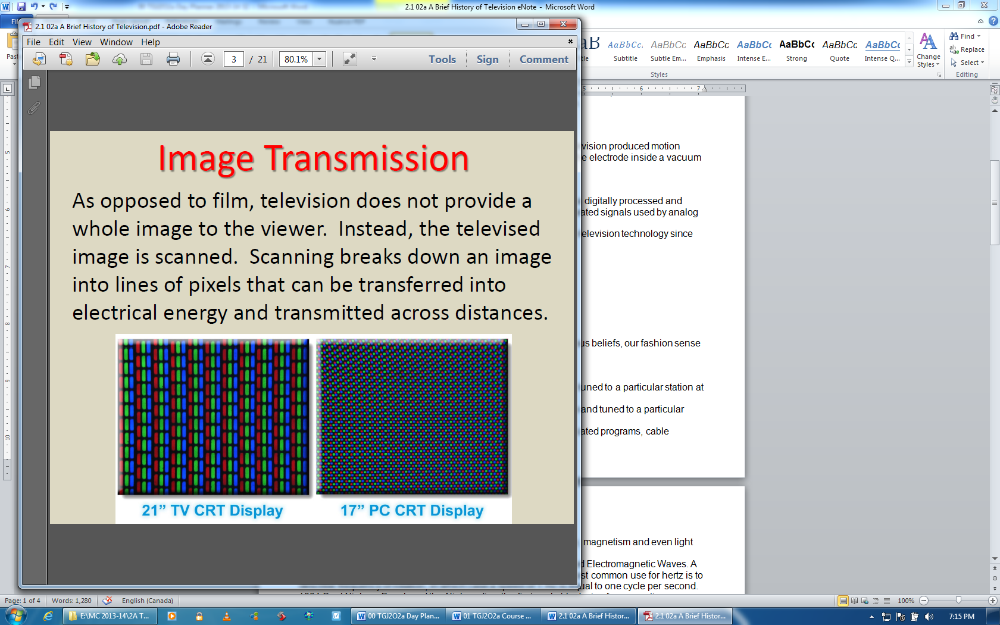 2.1 02a A Brief History of Television eNote - Microsoft Word
2.1 02a A Brief History of Television.pdf - Adobe Reader
File Edit View Window Help
3 / 21 80.1% Tools Sign Comment
AaBbCc AaBbCc AaBbCc AaBbCc AaBbCc AaBbCc AaBbCc
Subtitle Subtle Em... Emphasis Intense E... Strong Quote Intense Q...
Change Styles
Styles
Find
Replace
Select
Editing
Image Transmission
As opposed to film, television does not provide a
whole image to the viewer. Instead, the televised
image is scanned. Scanning breaks down an image
into lines of pixels that can be transferred into
electrical energy and transmitted across distances.
21” TV CRT Display
17” PC CRT Display
vision produced motion
e electrode inside a vacuum
digitally processed and
ated signals used by analog
elevision technology since
us beliefs, our fashion sense
uned to a particular station at
and tuned to a particular
ated programs, cable
magnetism and even light
d Electromagnetic Waves. A
st common use for hertz is to
qual to one cycle per second.
Page: 1 of 4 Words: 1,280 English (Canada) 100%
E:\MC 2013-14\2A T... 00 TGJ2O2a Day Plan... 01 TGJ2O2a Course ... 2.1 02a A Brief Histor... 2.1 02a A Brief Histor... 7:15 PM